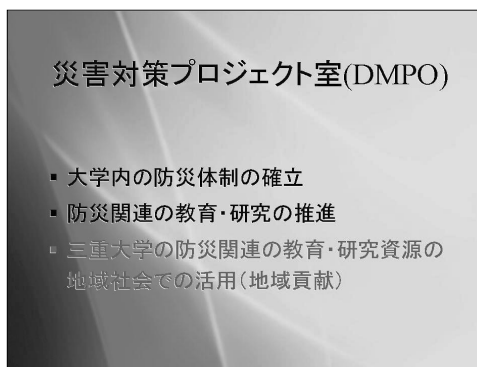 災害対策プロジェクト室(DMPO)
▪ 大学内の防災体制の確立
▪ 防災関連の教育・研究の推進
▪ 三重大学の防災関連の教育・研究資源の
地域社会での活用(地域貢献)